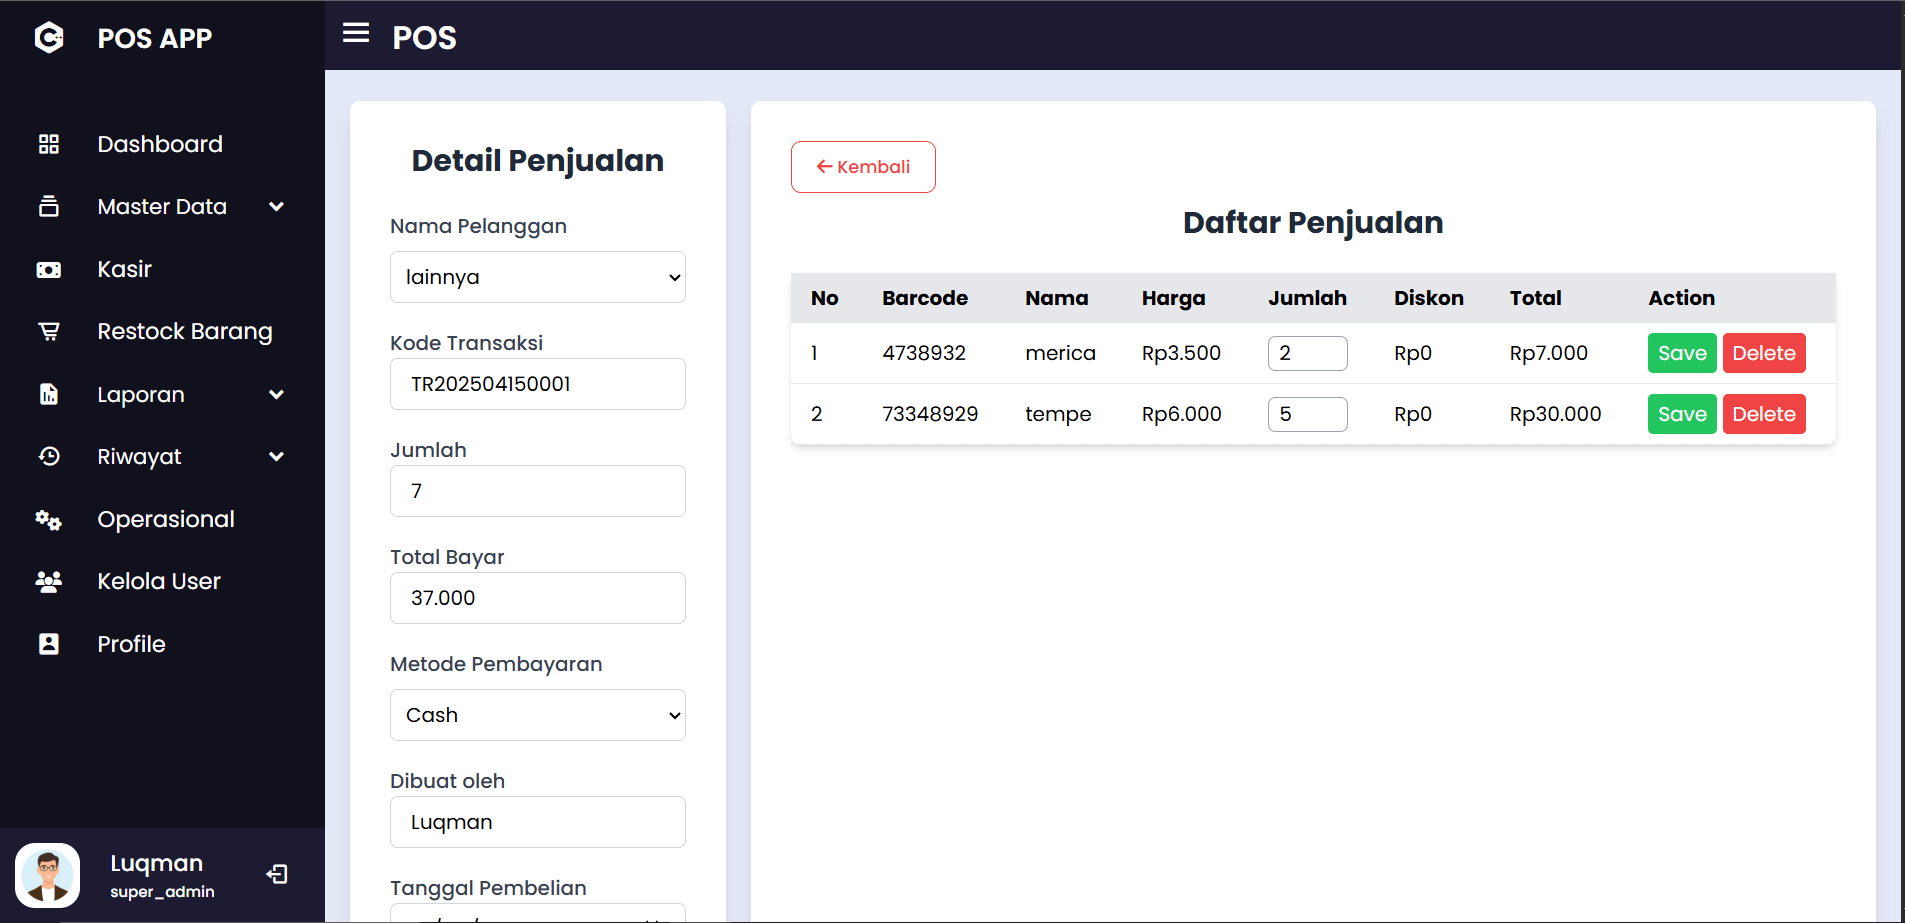 POS APP
Dashboard
Master Data
Kasir
Restock Barang
Laporan
Riwayat
Operasional
Kelola User
Profile
Luqman
super_admin
POS
Detail Penjualan
Nama Pelanggan
lainnya
Kode Transaksi
TR202504150001
Jumlah
7
Total Bayar
37.000
Metode Pembayaran
Cash
Dibuat oleh
Luqman
Tanggal Pembelian
Kembali
Daftar Penjualan
No Barcode Nama Harga Jumlah Diskon Total Action
1 4738932 merica Rp3.500 2 Rp0 Rp7.000 Save Delete
2 73348929 tempe Rp6.000 5 Rp0 Rp30.000 Save Delete